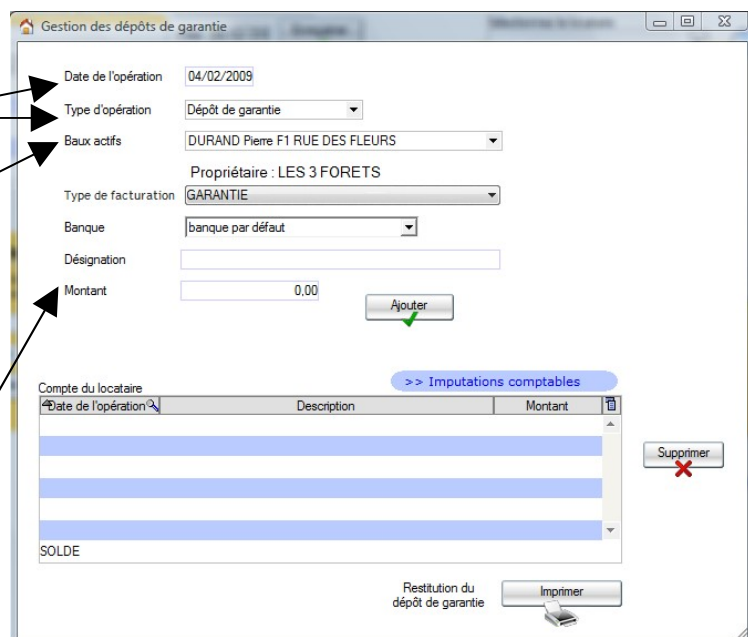 Gestion des dépôts de garantie
Date de l'opération 04/02/2009
Type d'opération Dépôt de garantie
Baux actifs DURAND Pierre F1 RUE DES FLEURS
Propriétaire : LES 3 FORETS
Type de facturation GARANTIE
Banque banque par défaut
Désignation
Montant 0,00
Ajouter
>> Imputations comptables
Compte du locataire
Date de l'opération Description Montant
Supprimer
SOLDE
Restitution du
dépôt de garantie
Imprimer